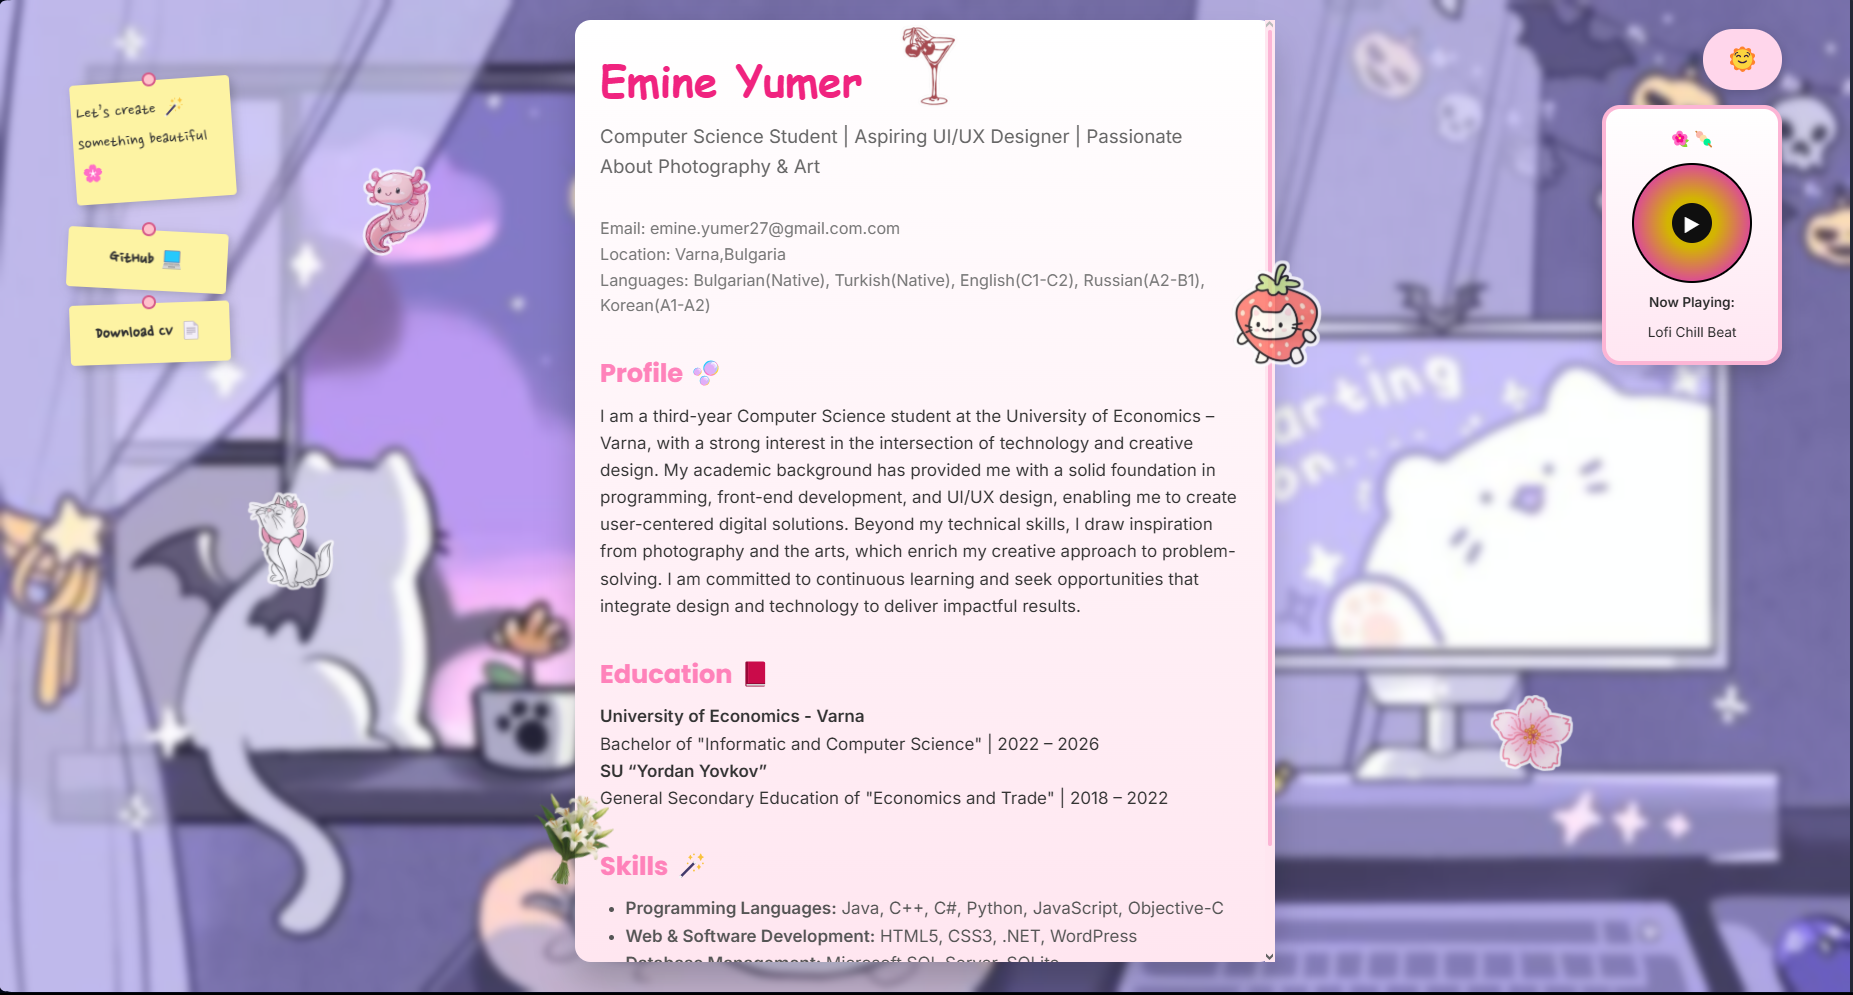 Let's create
something beautiful
GitHub
Download cv
Emine Yumer
Computer Science Student | Aspiring UI/UX Designer | Passionate
About Photography & Art
Email: emine.yumer27@gmail.com.com
Location: Varna,Bulgaria
Languages: Bulgarian(Native), Turkish(Native), English(C1-C2), Russian(A2-B1),
Korean(A1-A2)
Profile
I am a third-year Computer Science student at the University of Economics –
Varna, with a strong interest in the intersection of technology and creative
design. My academic background has provided me with a solid foundation in
programming, front-end development, and UI/UX design, enabling me to create
user-centered digital solutions. Beyond my technical skills, I draw inspiration
from photography and the arts, which enrich my creative approach to problem-
solving. I am committed to continuous learning and seek opportunities that
integrate design and technology to deliver impactful results.
Education
University of Economics - Varna
Bachelor of "Informatic and Computer Science" | 2022 – 2026
SU “Yordan Yovkov”
General Secondary Education of "Economics and Trade" | 2018 – 2022
Skills
• Programming Languages: Java, C++, C#, Python, JavaScript, Objective-C
• Web & Software Development: HTML5, CSS3, .NET, WordPress
Database Management: Microsoft SQL Server, SQLite
Now Playing:
Lofi Chill Beat
arting
on...